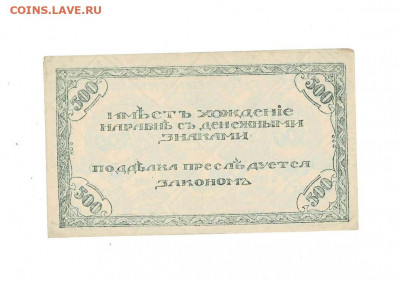 COINS.LAVE.RU
500 500
ИМѢЕТЪ ХОЖДЕНІЕ
НАРАВНѢ СЪ ДЕНЕЖНЫМИ
ЗНАКАМИ
ПОДДѢЛКА ПРЕСЛѢДУЕТСЯ
ЗАКОНОМЪ
500 500